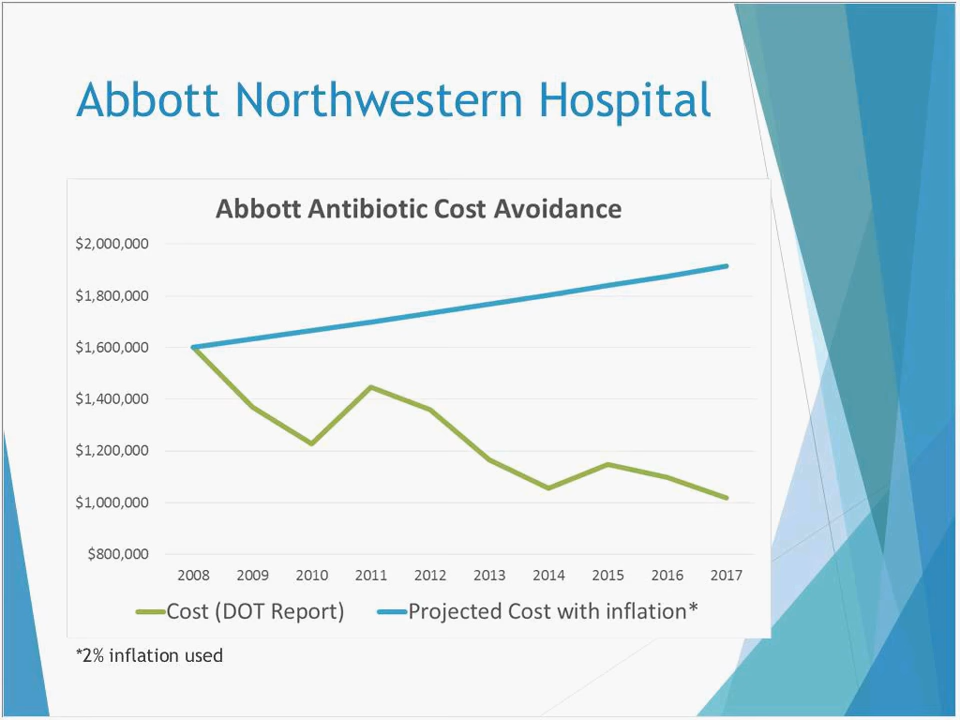 Abbott Northwestern Hospital
Abbott Antibiotic Cost Avoidance
$2,000,000
$1,800,000
$1,600,000
$1,400,000
$1,200,000
$1,000,000
$800,000
2008 2009 2010 2011 2012 2013 2014 2015 2016 2017
Cost (DOT Report) Projected Cost with inflation*
*2% inflation used